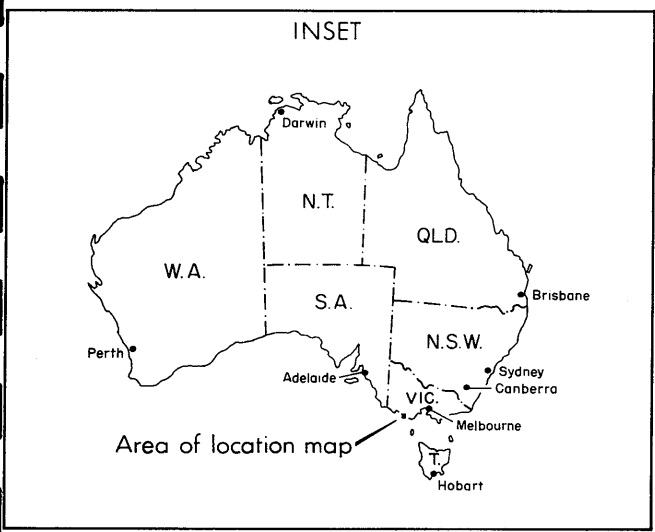 INSET
Darwin
N.T.
QLD.
W.A.
S.A.
Brisbane
N.S.W.
Perth
Adelaide
Sydney
Canberra
VIC.
Melbourne
Area of location map
T.
Hobart